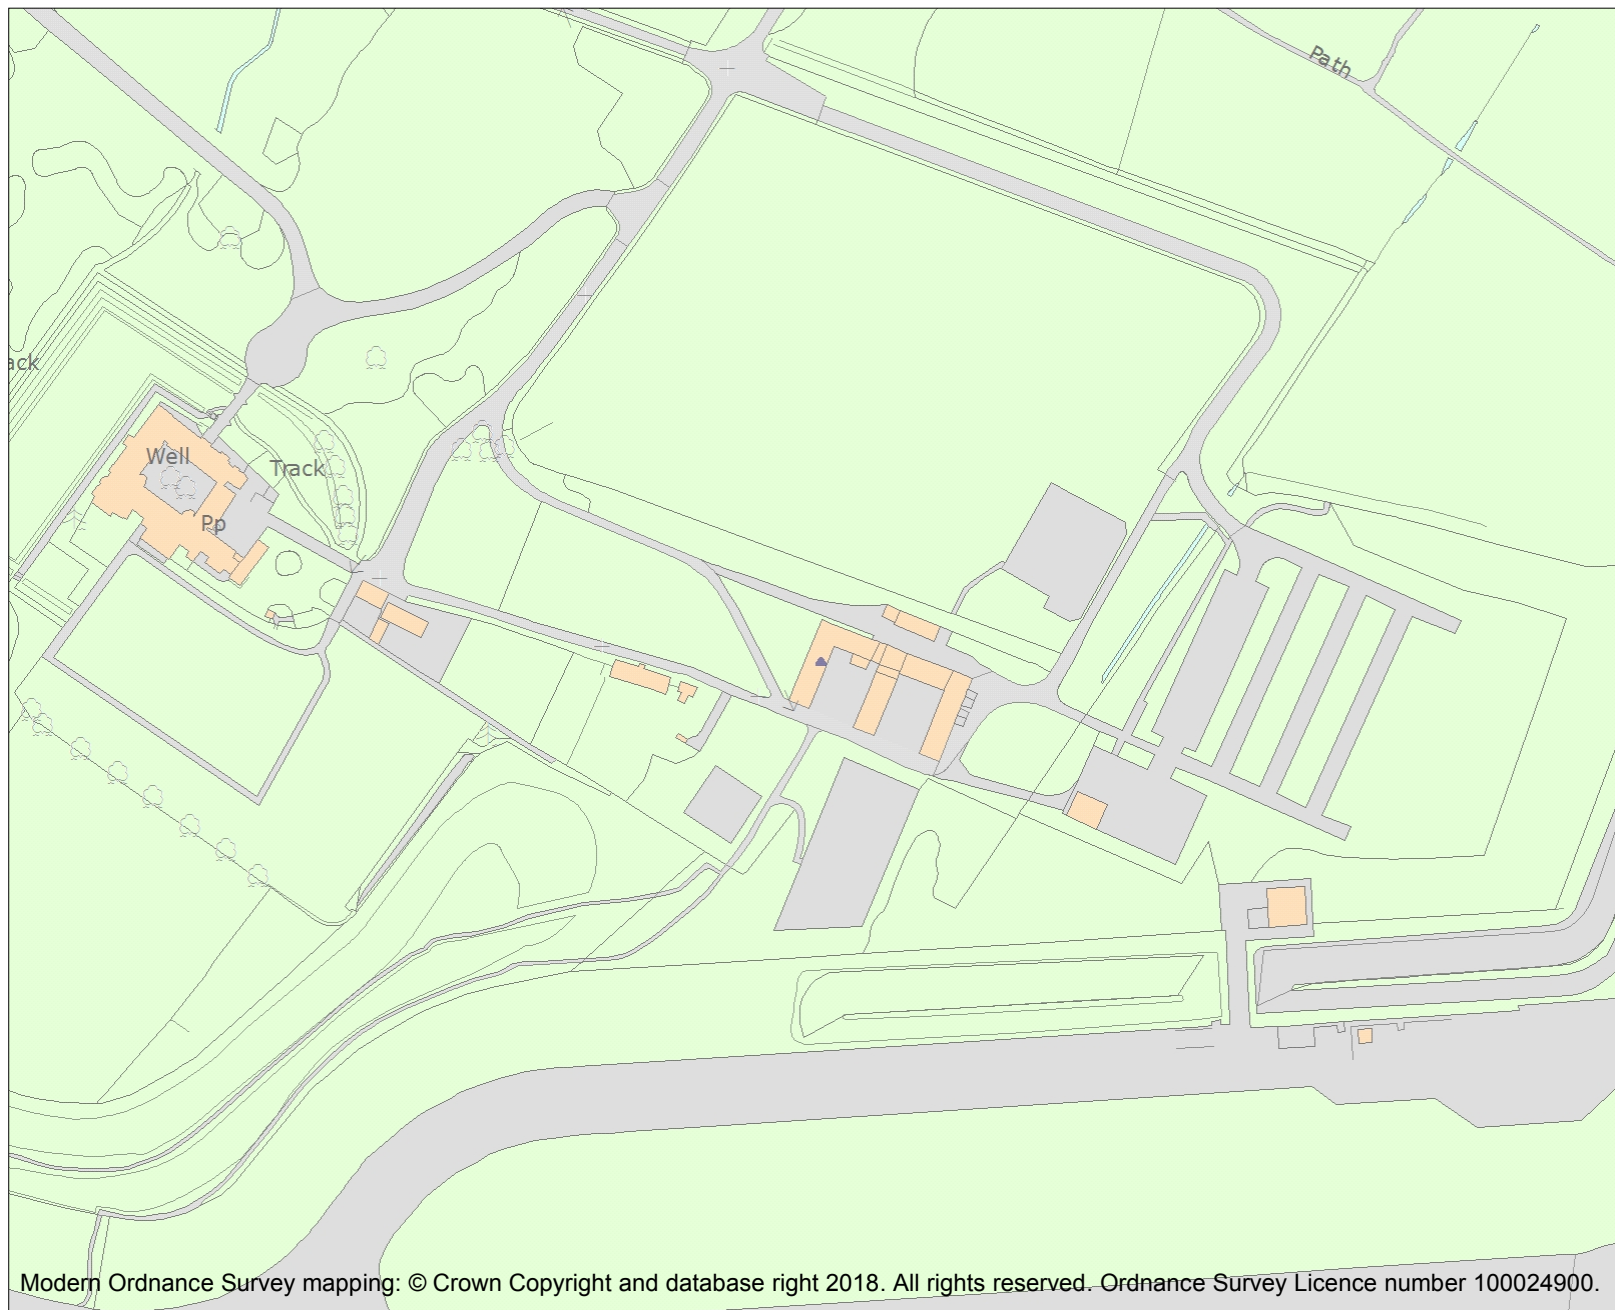 Path
ack
Well
Track
Pp
Modern Ordnance Survey mapping: © Crown Copyright and database right 2018. All rights reserved. Ordnance Survey Licence number 100024900.